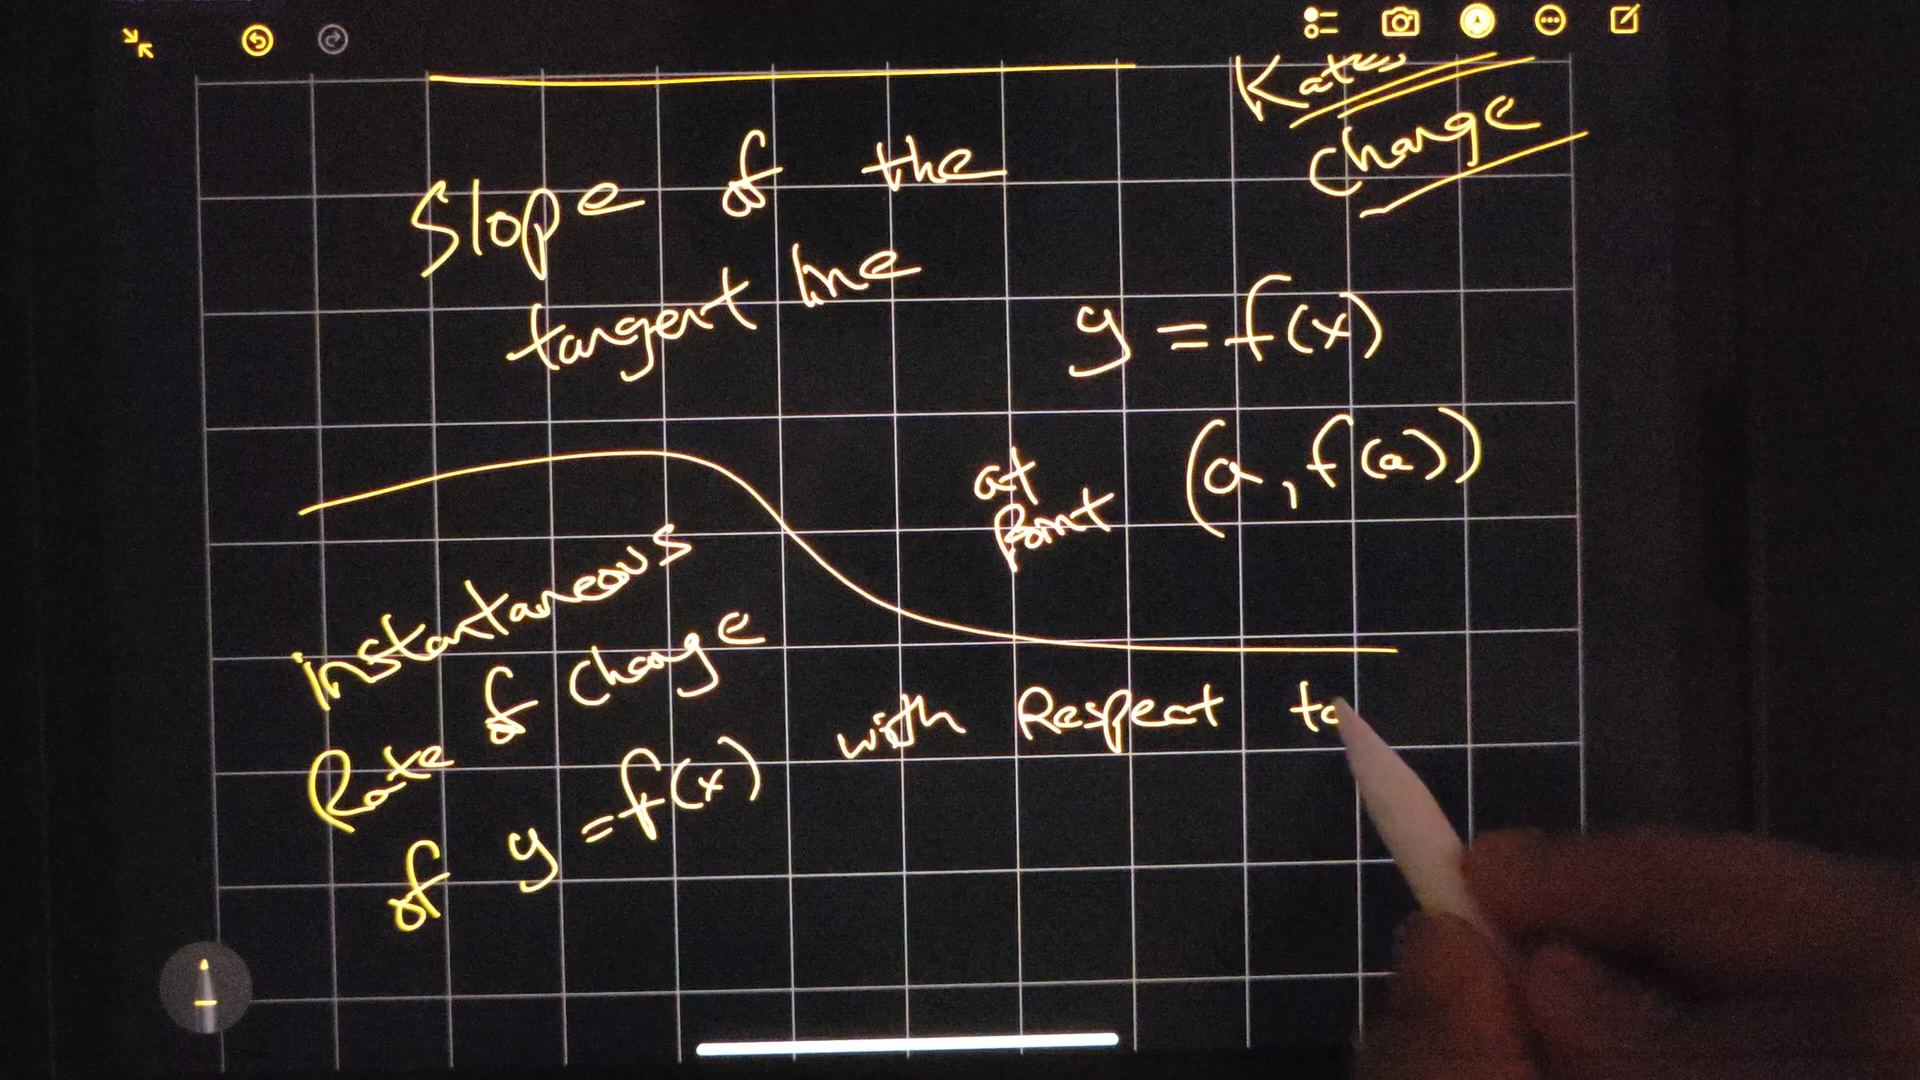 Rates
Change
Slope of the
tangent line
y = f(x)
at
Point
(a, f(a))
instantaneous
Rate of change
of y = f(x) with Respect to